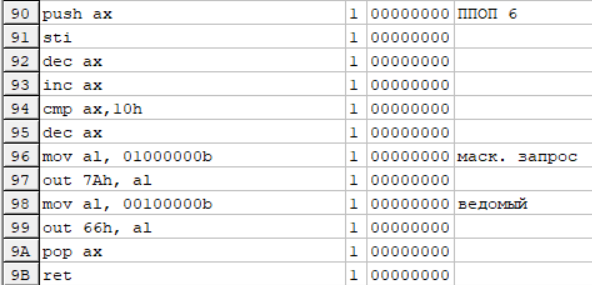 90 push ax 1 00000000 ППОП 6
91 sti 1 00000000
92 dec ax 1 00000000
93 inc ax 1 00000000
94 cmp ax,10h 1 00000000
95 dec ax 1 00000000
96 mov al, 01000000b 1 00000000 маск. запрос
97 out 7Ah, al 1 00000000
98 mov al, 00100000b 1 00000000 ведомый
99 out 66h, al 1 00000000
9A pop ax 1 00000000
9B ret 1 00000000